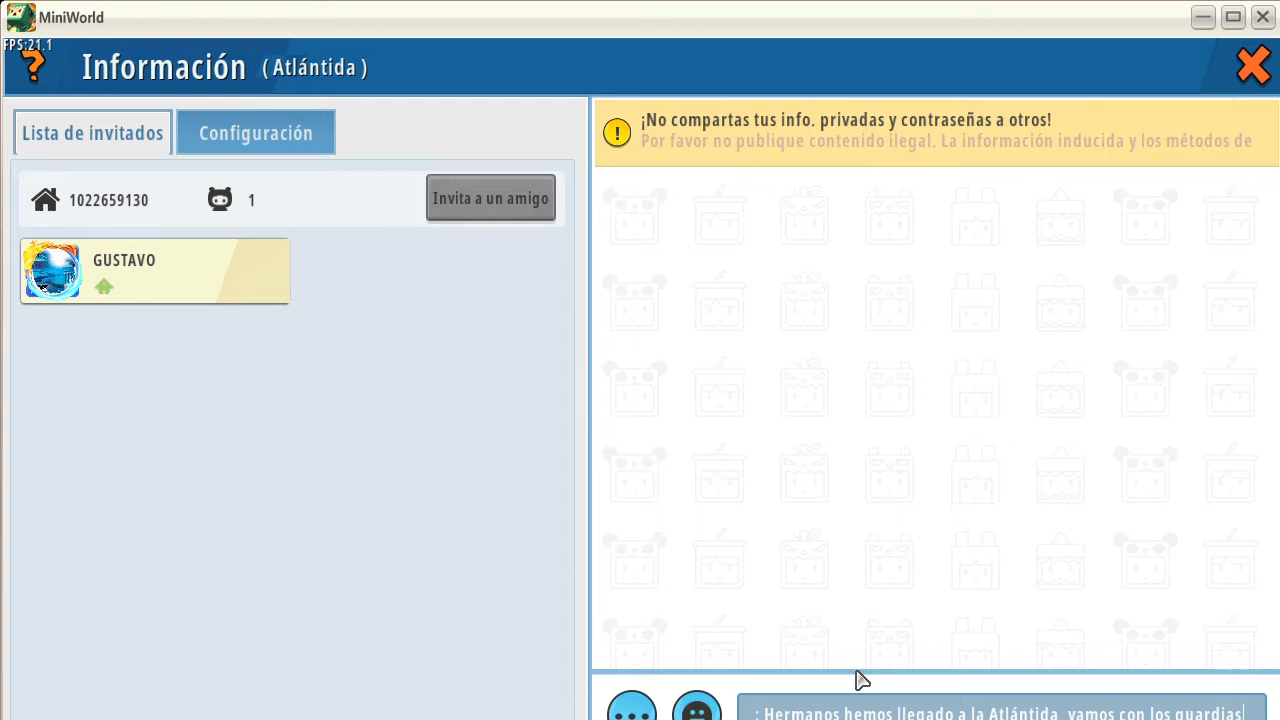 MiniWorld
FPS:21.1
Información ( Atlántida )
Lista de invitados
Configuración
1022659130
1
Invita a un amigo
GUSTAVO
¡No compartas tus info. privadas y contraseñas a otros!
Por favor no publique contenido ilegal. La información inducida y los métodos de
: Hermanos hemos llegado a la Atlántida, vamos con los guardias